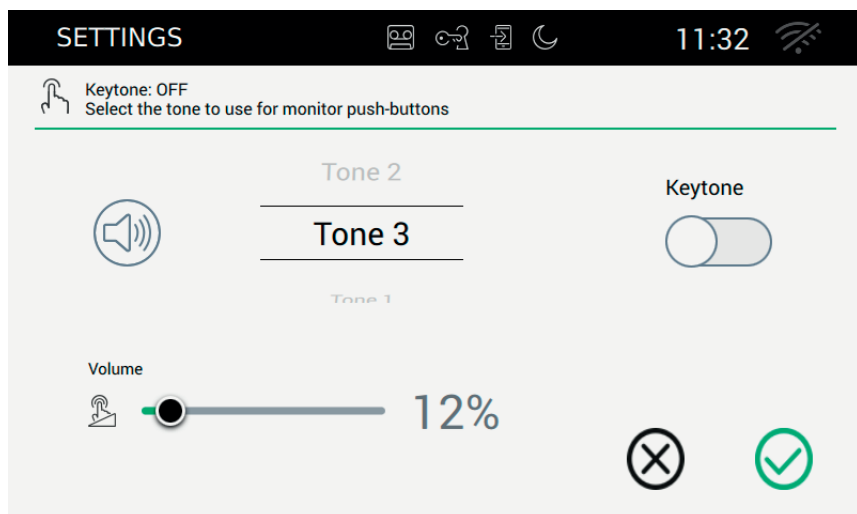 SETTINGS 11:32
Keytone: OFF
Select the tone to use for monitor push-buttons
Tone 2
Keytone
Tone 3
Tone 1
Volume
12%